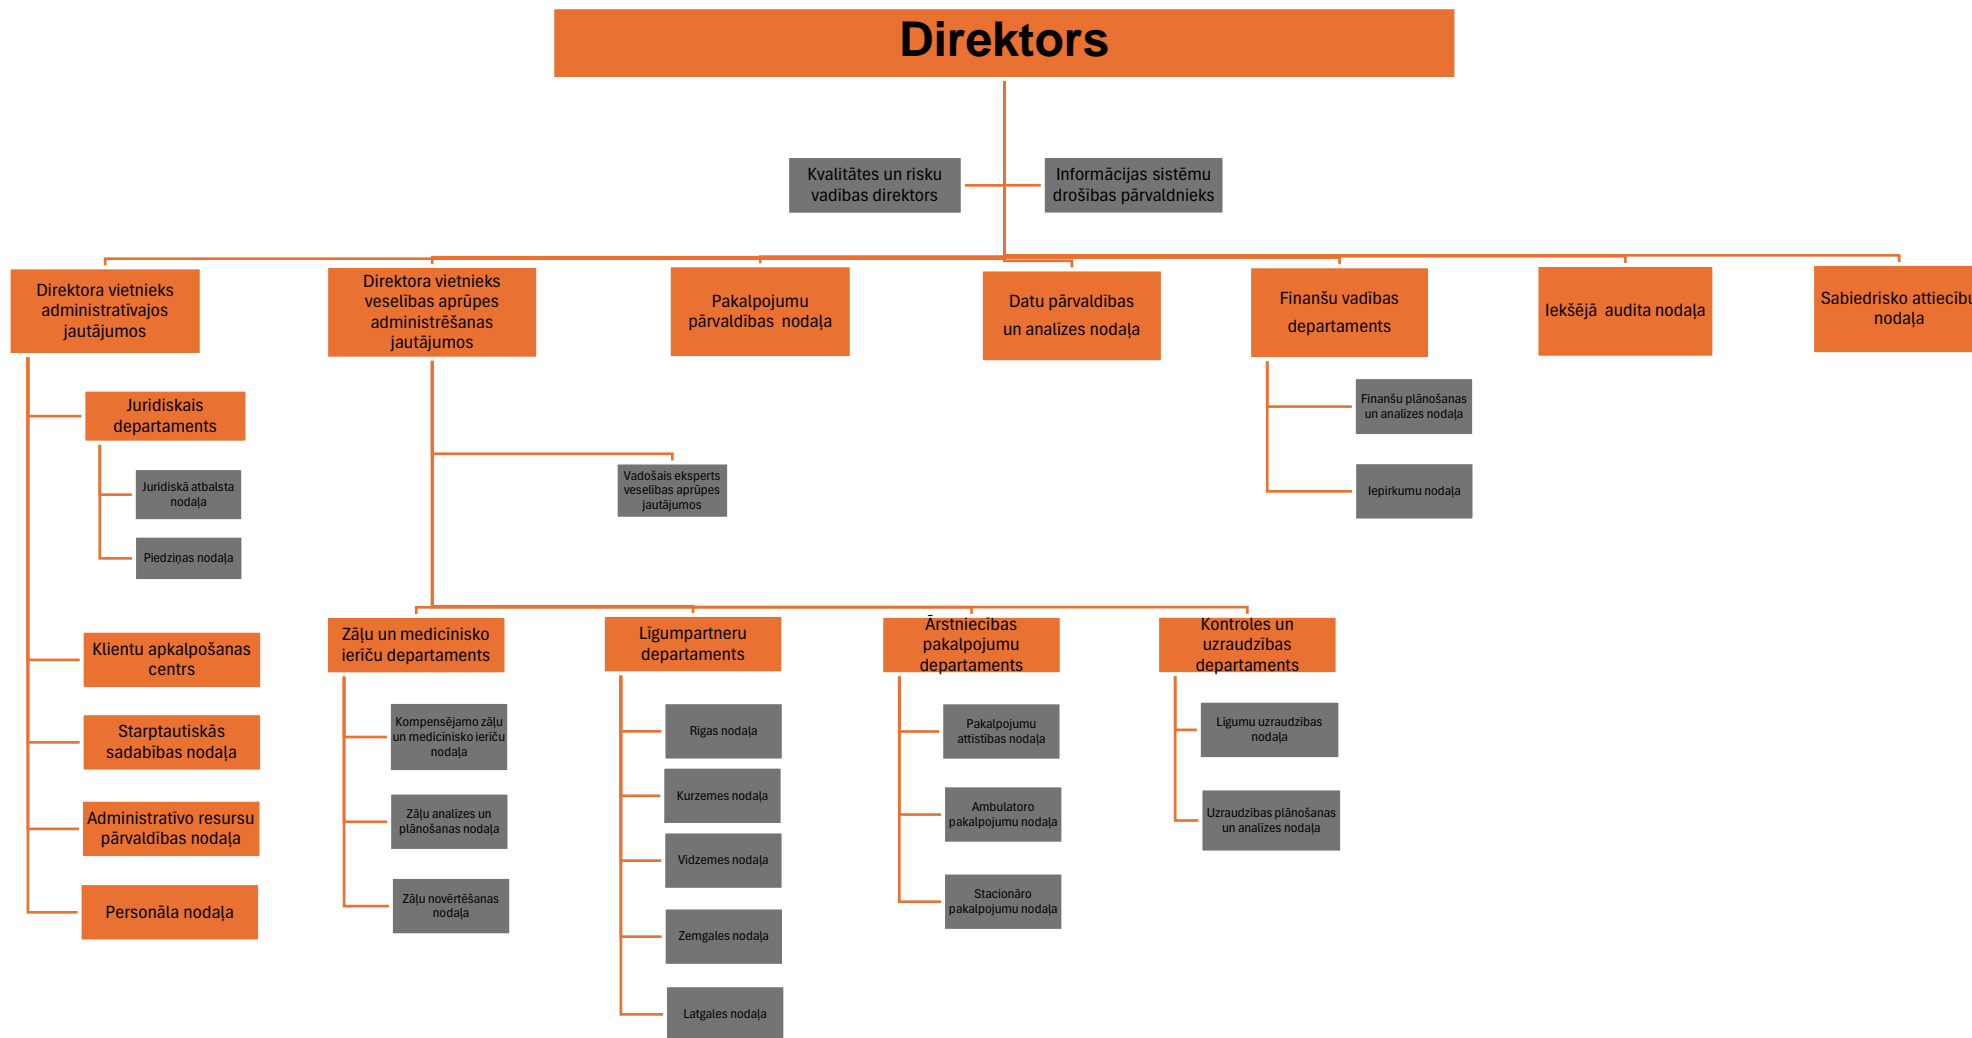 Direktors
Kvalitātes un risku
vadības direktors
Informācijas sistēmu
drošības pārvaldnieks
Direktora vietnieks
administratīvajos
jautājumos
Direktora vietnieks
veselības aprūpes
administrēšanas
jautājumos
Pakalpojumu
pārvaldības nodaļa
Datu pārvaldības
un analīzes nodaļa
Finanšu vadības
departaments
Iekšējā audita nodaļa
Sabiedrisko attiecību
nodaļa
Juridiskais
departaments
Juridiskā atbalsta
nodaļa
Piedziņas nodaļa
Klientu apkalpošanas
centrs
Starptautiskās
sadabības nodaļa
Administratīvo resursu
pārvaldības nodaļa
Personāla nodaļa
Vadošais eksperts
veselības aprūpes
jautājumos
Finanšu plānošanas
un analīzes nodaļa
Iepirkumu nodaļa
Zāļu un medicīnisko
ierīču departaments
Kompensējamo zāļu
un medicīnisko ierīču
nodaļa
Zāļu analīzes un
plānošanas nodaļa
Zāļu novērtēšanas
nodaļa
Līgumpartneru
departaments
Rīgas nodaļa
Kurzemes nodaļa
Vidzemes nodaļa
Zemgales nodaļa
Latgales nodaļa
Ārstniecības
pakalpojumu
departaments
Pakalpojumu
attīstības nodaļa
Ambulatoro
pakalpojumu nodaļa
Stacionāro
pakalpojumu nodaļa
Kontroles un
uzraudzības
departaments
Līgumu uzraudzības
nodaļa
Uzraudzības plānošanas
un analīzes nodaļa